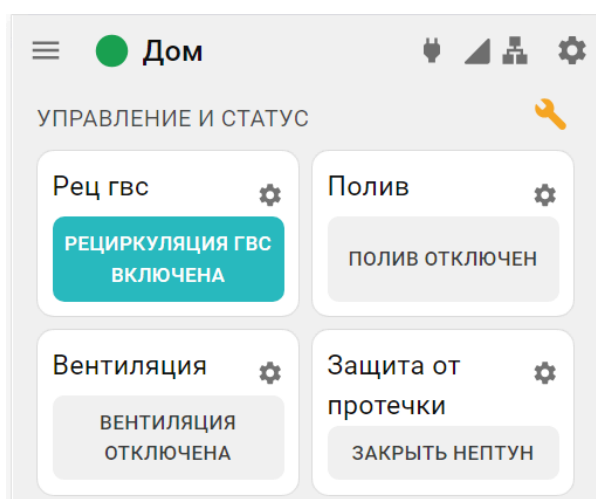 Дом
УПРАВЛЕНИЕ И СТАТУС
Рец гвс
РЕЦИРКУЛЯЦИЯ ГВС
ВКЛЮЧЕНА
Полив
ПОЛИВ ОТКЛЮЧЕН
Вентиляция
ВЕНТИЛЯЦИЯ
ОТКЛЮЧЕНА
Защита от
протечки
ЗАКРЫТЬ НЕПТУН